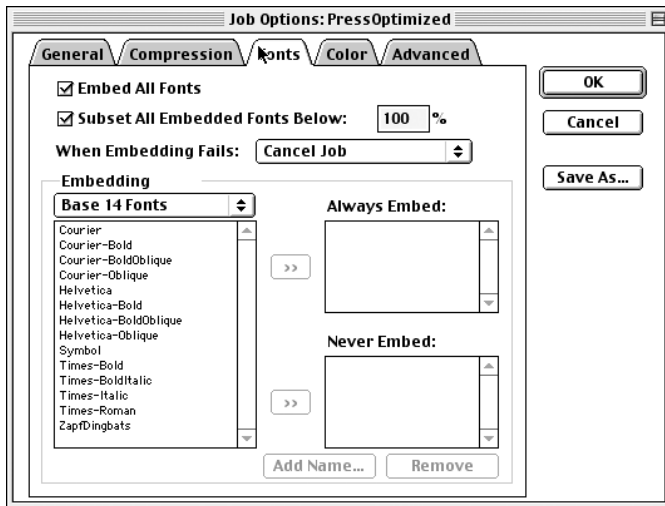 Job Options: PressOptimized
General Compression Fonts Color Advanced
Embed All Fonts
Subset All Embedded Fonts Below: 100 %
When Embedding Fails: Cancel Job
OK
Cancel
Save As...
Embedding
Base 14 Fonts
Courier
Courier-Bold
Courier-BoldOblique
Courier-Oblique
Helvetica
Helvetica-Bold
Helvetica-BoldOblique
Helvetica-Oblique
Symbol
Times-Bold
Times-BoldItalic
Times-Italic
Times-Roman
ZapfDingbats
>>
>>
Always Embed:
Never Embed:
Add Name... Remove